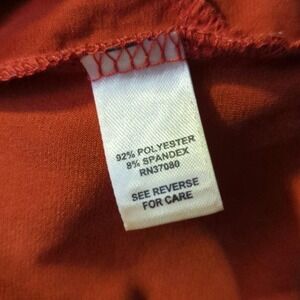 92% POLYESTER
8% SPANDEX
RN37080
SEE REVERSE
FOR CARE